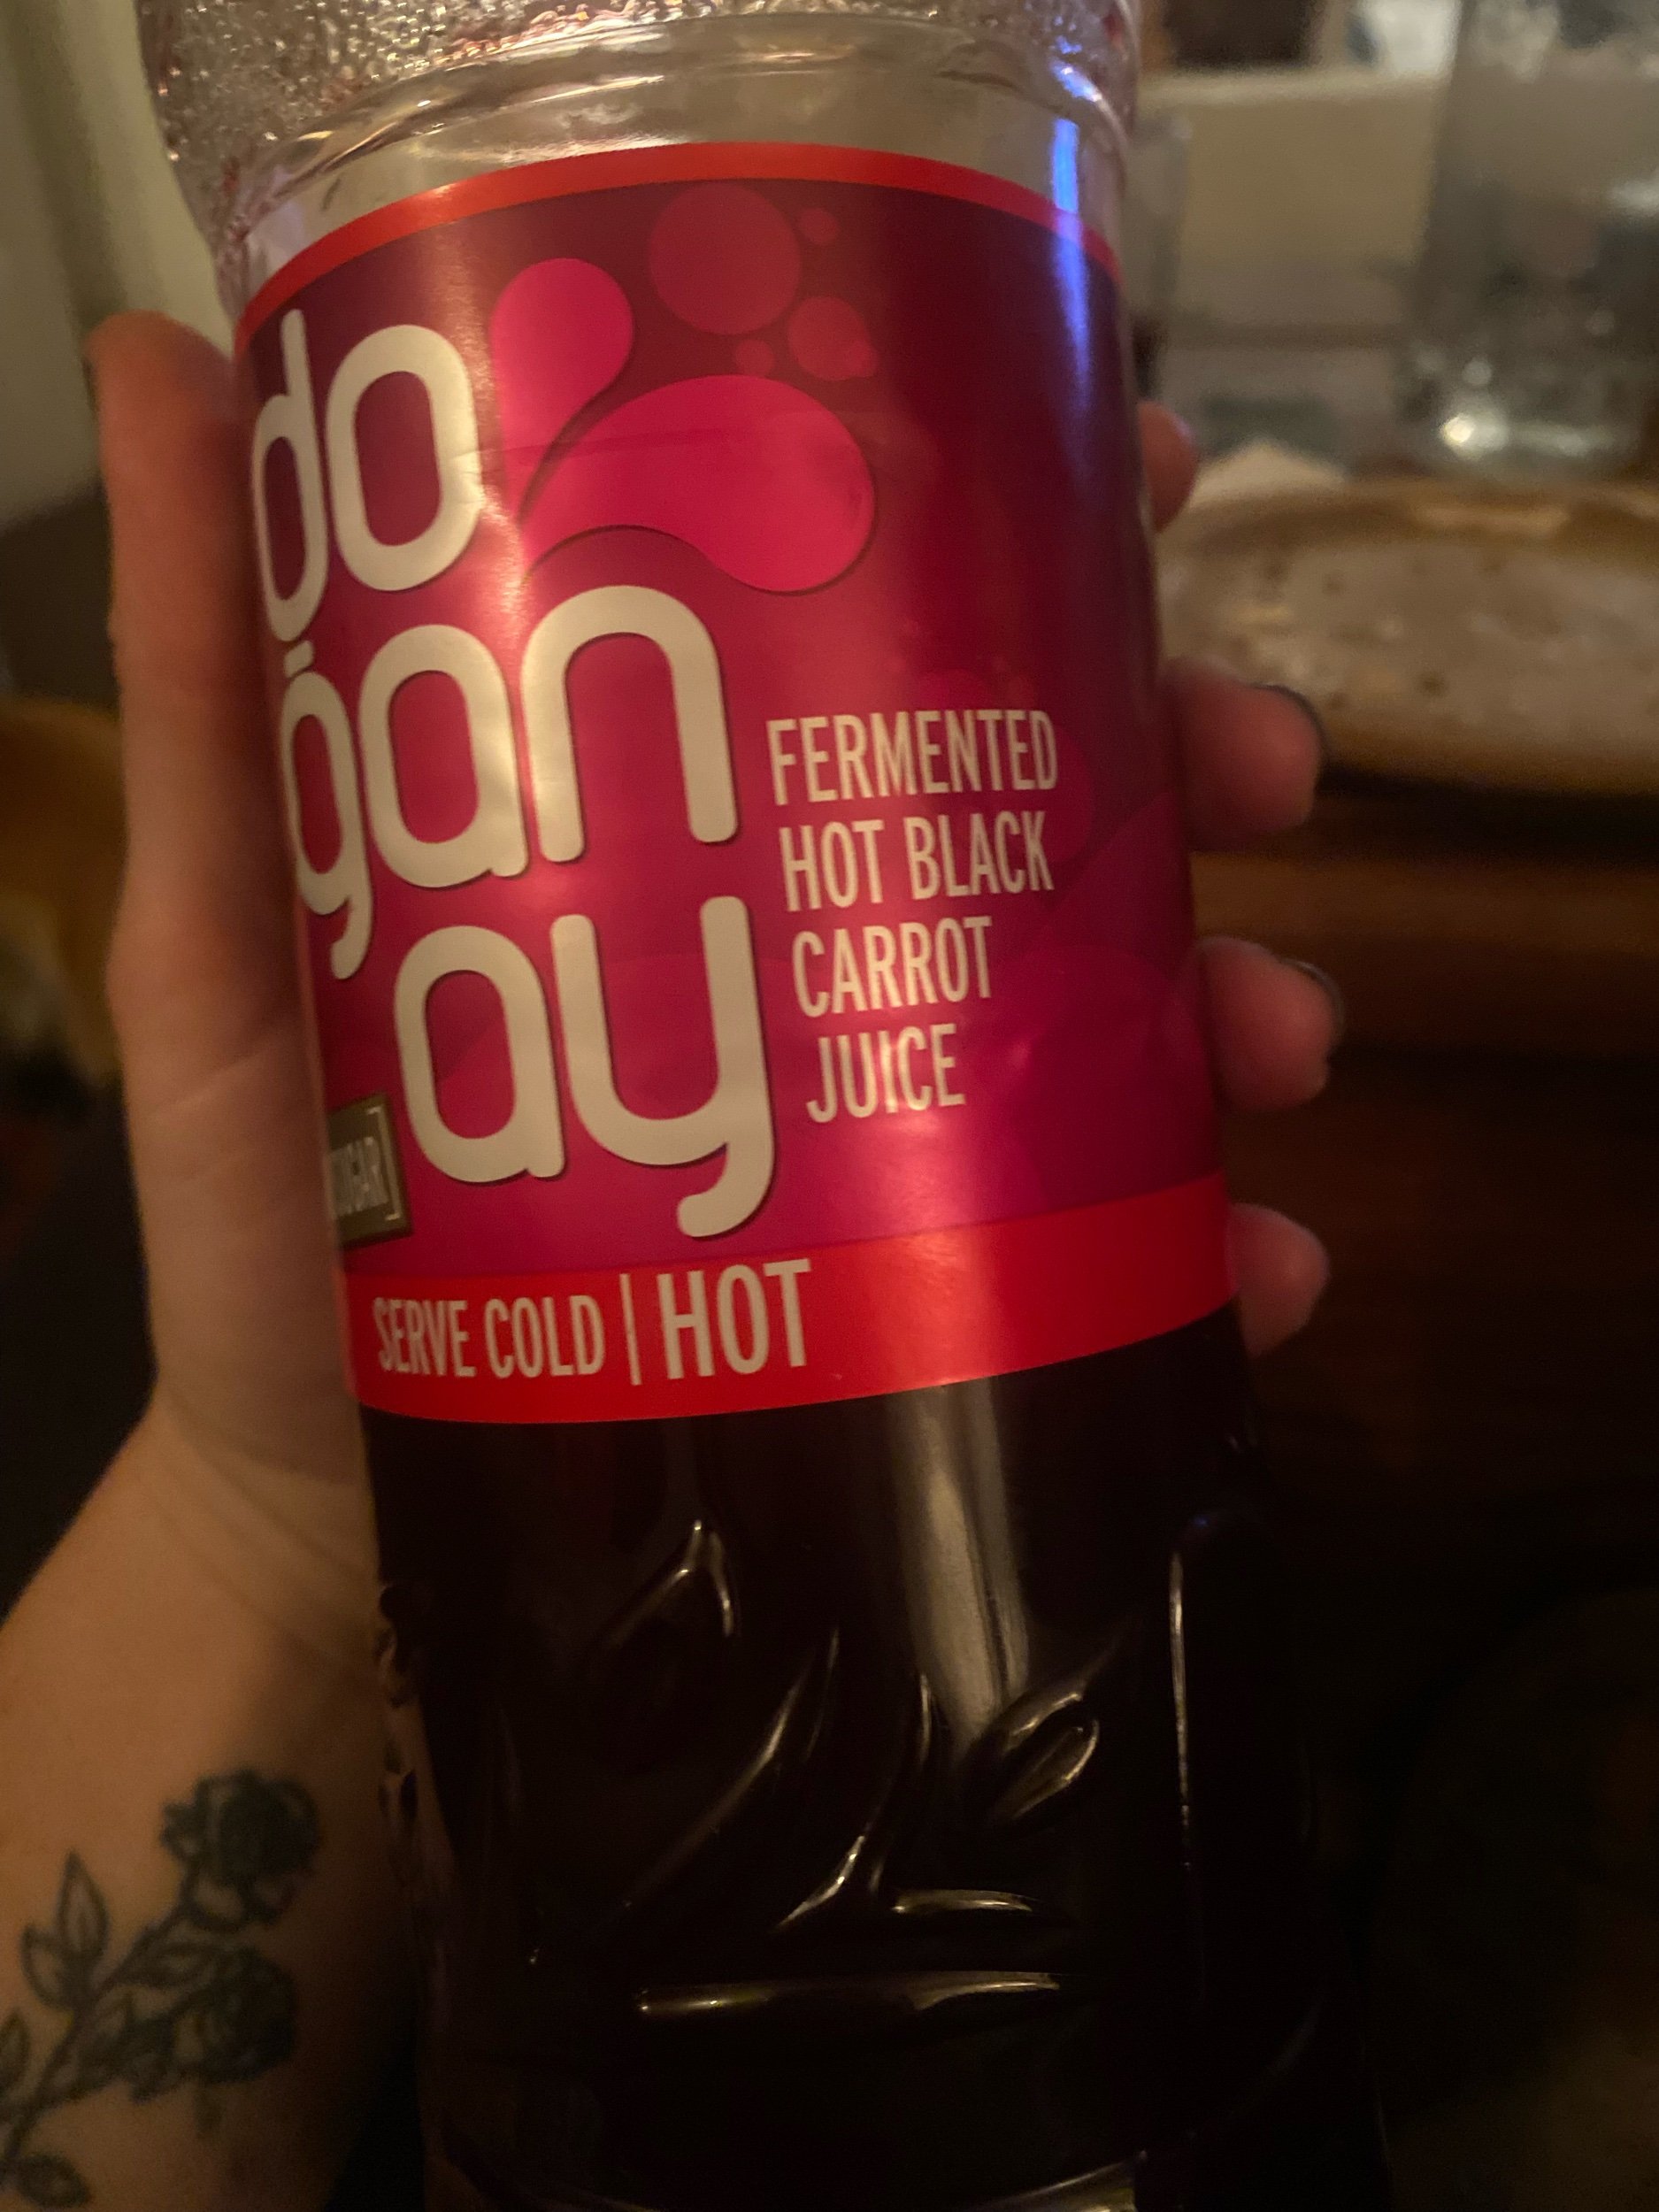 do
ğan
ay
FERMENTED
HOT BLACK
CARROT
JUICE
SERVE COLD | HOT